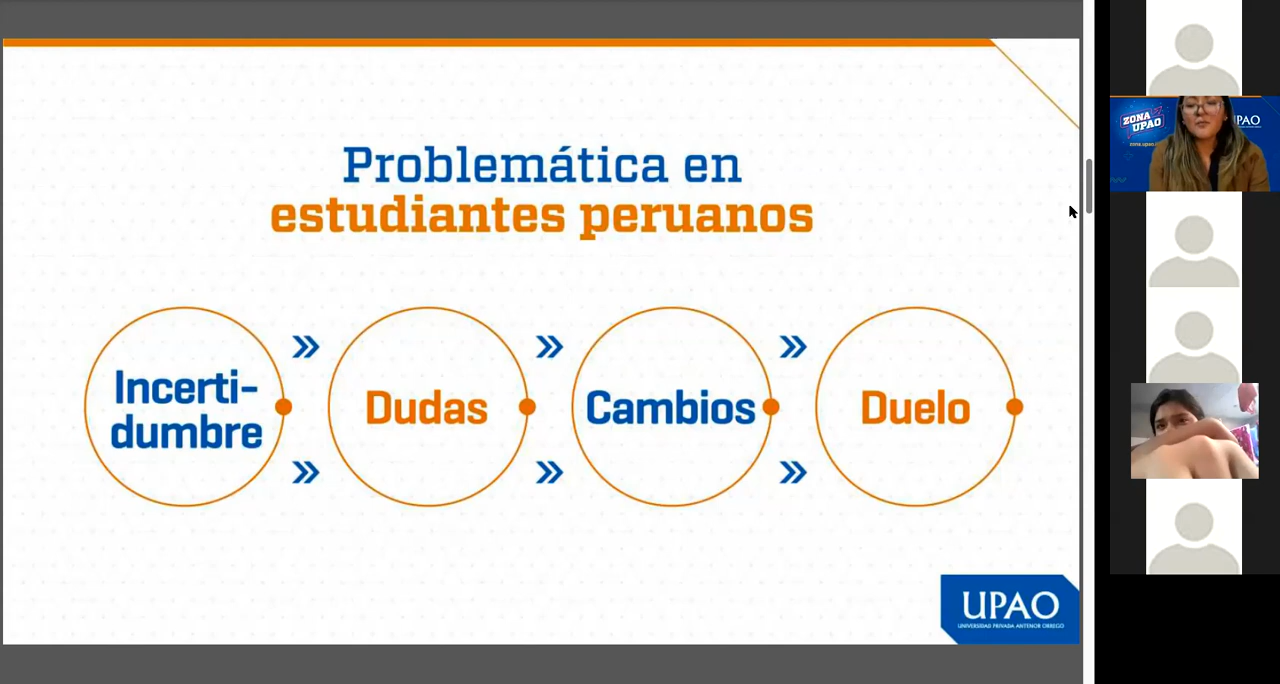 Problemática en
estudiantes peruanos
Incerti-
dumbre
Dudas
Cambios
Duelo
UPAO
UNIVERSIDAD PRIVADA ANTENOR ORREGO
ZONA
UPAO
UPAO